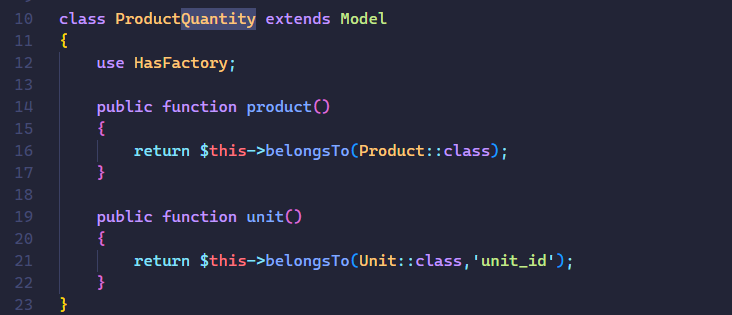 10 class ProductQuantity extends Model
11 {
12     use HasFactory;
13
14     public function product()
15     {
16         return $this->belongsTo(Product::class);
17     }
18
19     public function unit()
20     {
21         return $this->belongsTo(Unit::class,'unit_id');
22     }
23 }